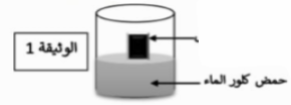 الوثيقة 1
حمض كلور الماء